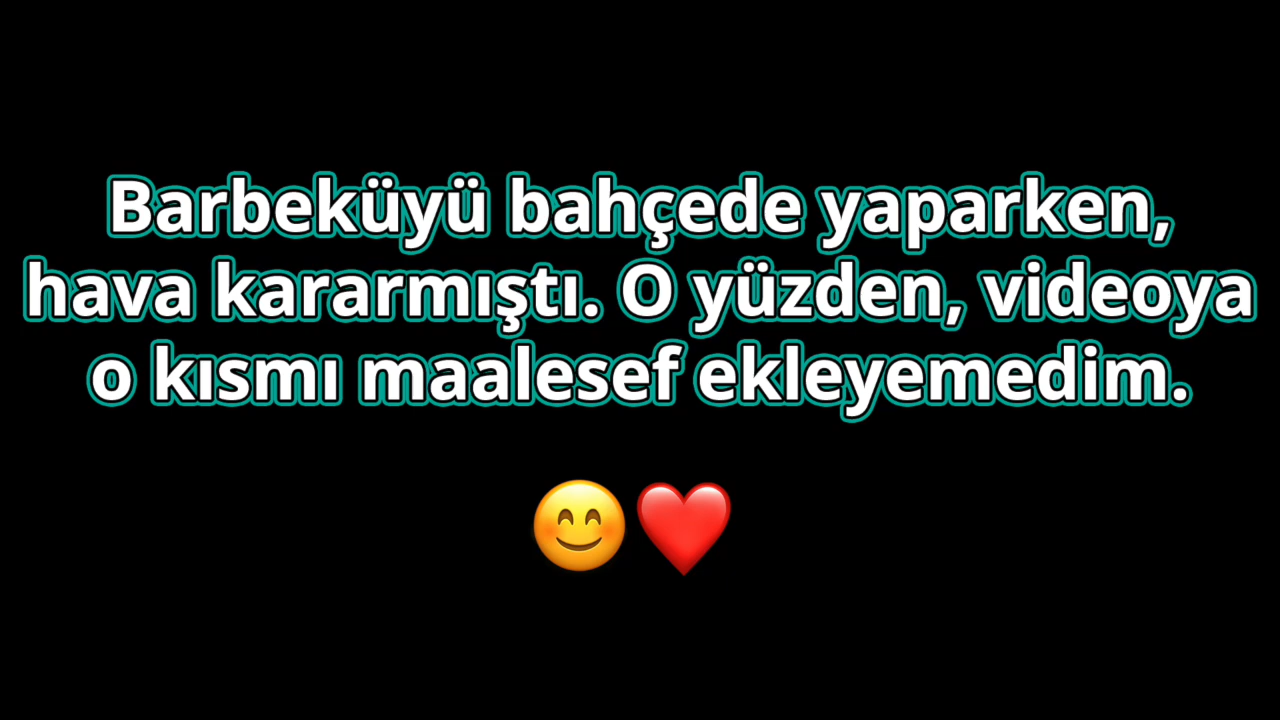 Barbeküyü bahçede yaparken,
hava kararmıştı. O yüzden, videoya
o kısmı maalesef ekleyemedim.
😊❤️